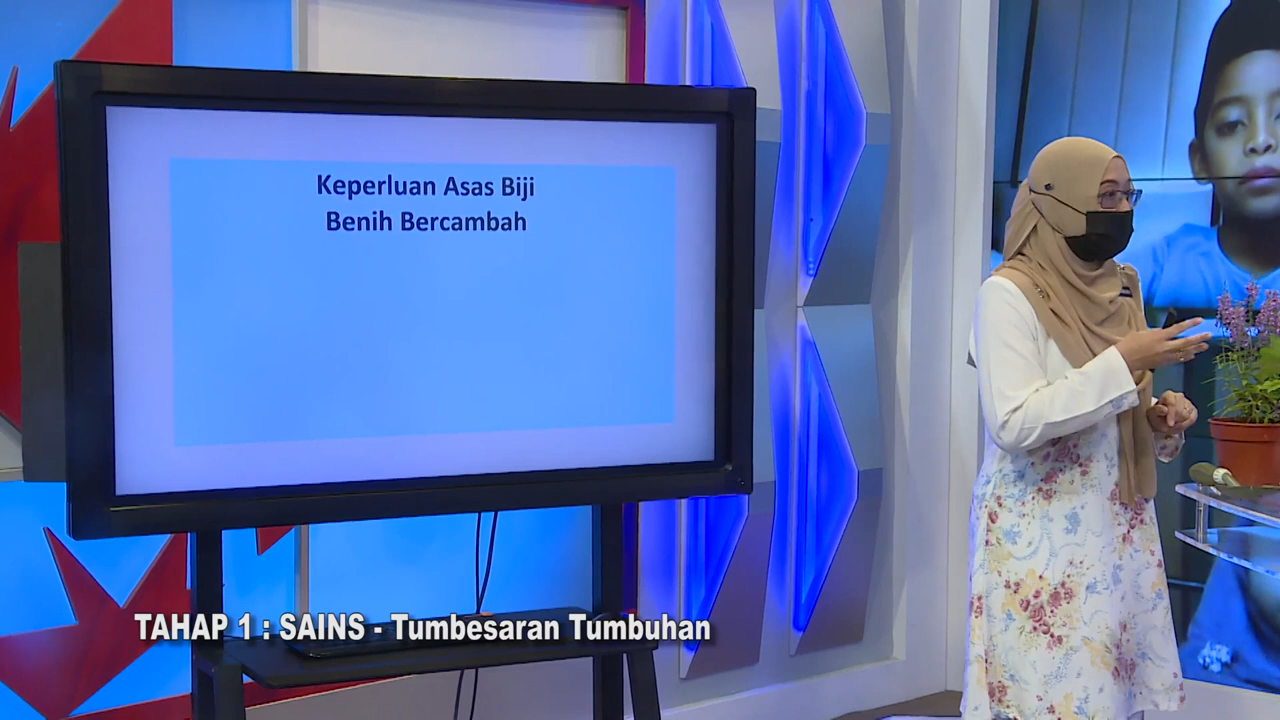 Keperluan Asas Biji
Benih Bercambah
TAHAP 1 : SAINS - Tumbesaran Tumbuhan